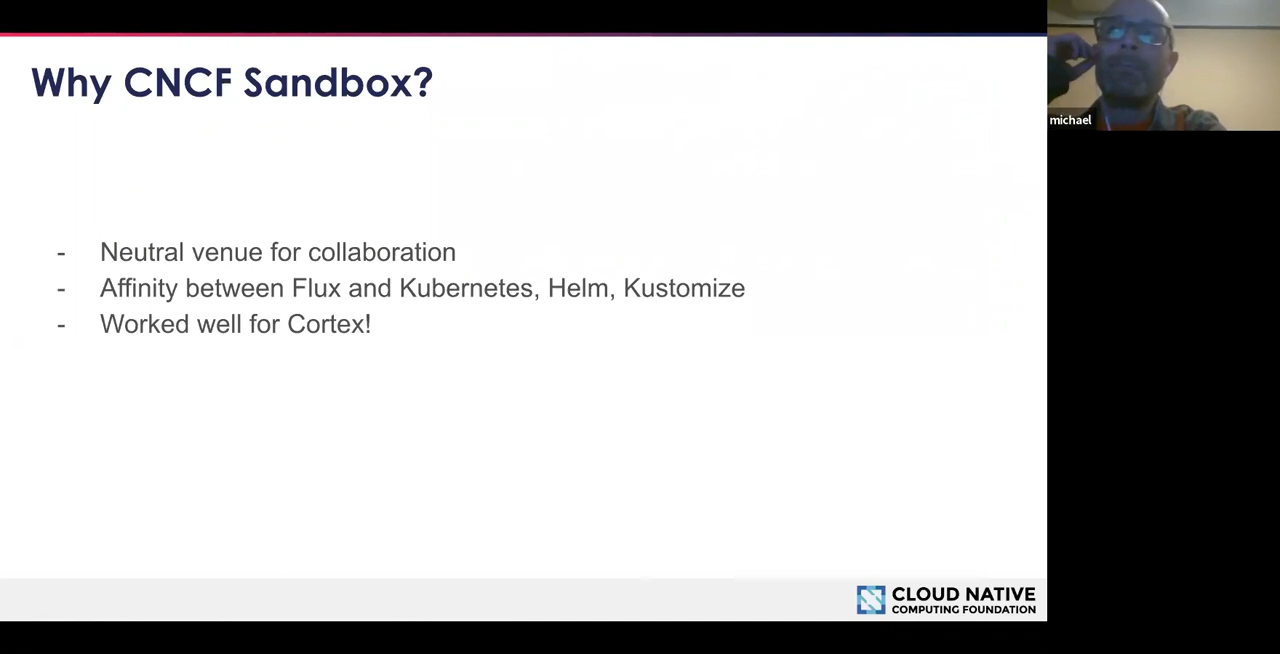 Why CNCF Sandbox?
michael
- Neutral venue for collaboration
- Affinity between Flux and Kubernetes, Helm, Kustomize
- Worked well for Cortex!
CLOUD NATIVE
COMPUTING FOUNDATION